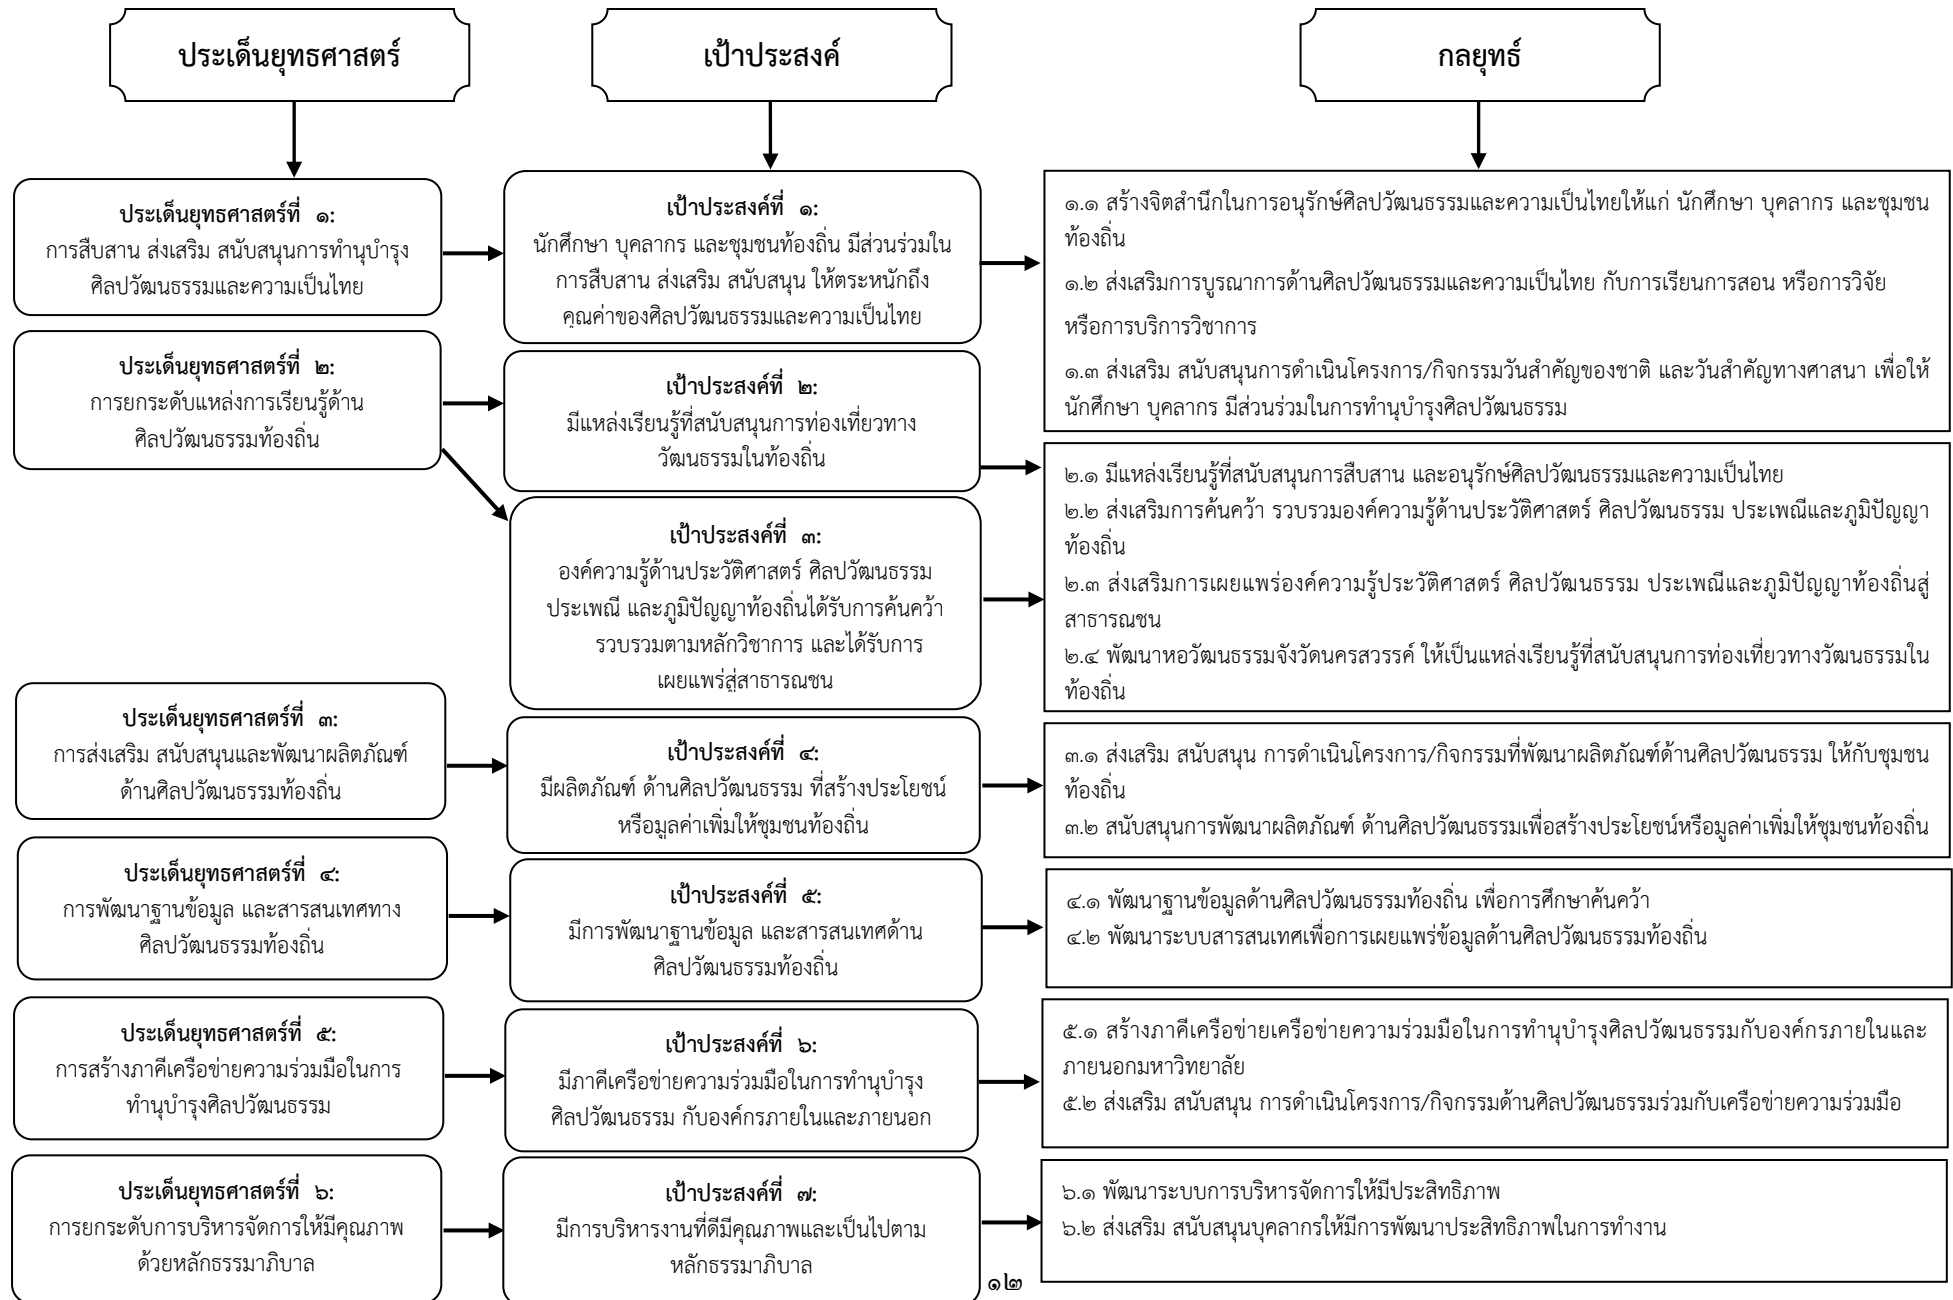 ประเด็นยุทธศาสตร์
เป้าประสงค์
กลยุทธ์
ประเด็นยุทธศาสตร์ที่ ๑:
การสืบสาน ส่งเสริม สนับสนุนการทำนุบำรุง
ศิลปวัฒนธรรมและความเป็นไทย
เป้าประสงค์ที่ ๑:
นักศึกษา บุคลากร และชุมชนท้องถิ่น มีส่วนร่วมใน
การสืบสาน ส่งเสริม สนับสนุน ให้ตระหนักถึง
คุณค่าของศิลปวัฒนธรรมและความเป็นไทย
๑.๑ สร้างจิตสำนึกในการอนุรักษ์ศิลปวัฒนธรรมและความเป็นไทยให้แก่ นักศึกษา บุคลากร และชุมชน
ท้องถิ่น
๑.๒ ส่งเสริมการบูรณาการด้านศิลปวัฒนธรรมและความเป็นไทย กับการเรียนการสอน หรือการวิจัย
หรือการบริการวิชาการ
๑.๓ ส่งเสริม สนับสนุนการดำเนินโครงการ/กิจกรรมวันสำคัญของชาติ และวันสำคัญทางศาสนา เพื่อให้
นักศึกษา บุคลากร มีส่วนร่วมในการทำนุบำรุงศิลปวัฒนธรรม
ประเด็นยุทธศาสตร์ที่ ๒:
การยกระดับแหล่งการเรียนรู้ด้าน
ศิลปวัฒนธรรมท้องถิ่น
เป้าประสงค์ที่ ๒:
มีแหล่งเรียนรู้ที่สนับสนุนการท่องเที่ยวทาง
วัฒนธรรมในท้องถิ่น
เป้าประสงค์ที่ ๓:
องค์ความรู้ด้านประวัติศาสตร์ ศิลปวัฒนธรรม
ประเพณี และภูมิปัญญาท้องถิ่นได้รับการค้นคว้า
รวบรวมตามหลักวิชาการ และได้รับการ
เผยแพร่สู่สาธารณชน
๒.๑ มีแหล่งเรียนรู้ที่สนับสนุนการสืบสาน และอนุรักษ์ศิลปวัฒนธรรมและความเป็นไทย
๒.๒ ส่งเสริมการค้นคว้า รวบรวมองค์ความรู้ด้านประวัติศาสตร์ ศิลปวัฒนธรรม ประเพณีและภูมิปัญญา
ท้องถิ่น
๒.๓ ส่งเสริมการเผยแพร่องค์ความรู้ประวัติศาสตร์ ศิลปวัฒนธรรม ประเพณีและภูมิปัญญาท้องถิ่นสู่
สาธารณชน
๒.๔ พัฒนาหอวัฒนธรรมจังวัดนครสวรรค์ ให้เป็นแหล่งเรียนรู้ที่สนับสนุนการท่องเที่ยวทางวัฒนธรรมใน
ท้องถิ่น
ประเด็นยุทธศาสตร์ที่ ๓:
การส่งเสริม สนับสนุนและพัฒนาผลิตภัณฑ์
ด้านศิลปวัฒนธรรมท้องถิ่น
เป้าประสงค์ที่ ๔:
มีผลิตภัณฑ์ ด้านศิลปวัฒนธรรม ที่สร้างประโยชน์
หรือมูลค่าเพิ่มให้ชุมชนท้องถิ่น
๓.๑ ส่งเสริม สนับสนุน การดำเนินโครงการ/กิจกรรมที่พัฒนาผลิตภัณฑ์ด้านศิลปวัฒนธรรม ให้กับชุมชน
ท้องถิ่น
๓.๒ สนับสนุนการพัฒนาผลิตภัณฑ์ ด้านศิลปวัฒนธรรมเพื่อสร้างประโยชน์หรือมูลค่าเพิ่มให้ชุมชนท้องถิ่น
ประเด็นยุทธศาสตร์ที่ ๔:
การพัฒนาฐานข้อมูล และสารสนเทศทาง
ศิลปวัฒนธรรมท้องถิ่น
เป้าประสงค์ที่ ๕:
มีการพัฒนาฐานข้อมูล และสารสนเทศด้าน
ศิลปวัฒนธรรมท้องถิ่น
๔.๑ พัฒนาฐานข้อมูลด้านศิลปวัฒนธรรมท้องถิ่น เพื่อการศึกษาค้นคว้า
๔.๒ พัฒนาระบบสารสนเทศเพื่อการเผยแพร่ข้อมูลด้านศิลปวัฒนธรรมท้องถิ่น
ประเด็นยุทธศาสตร์ที่ ๕:
การสร้างภาคีเครือข่ายความร่วมมือในการ
ทำนุบำรุงศิลปวัฒนธรรม
เป้าประสงค์ที่ ๖:
มีภาคีเครือข่ายความร่วมมือในการทำนุบำรุง
ศิลปวัฒนธรรม กับองค์กรภายในและภายนอก
๕.๑ สร้างภาคีเครือข่ายเครือข่ายความร่วมมือในการทำนุบำรุงศิลปวัฒนธรรมกับองค์กรภายในและ
ภายนอกมหาวิทยาลัย
๕.๒ ส่งเสริม สนับสนุน การดำเนินโครงการ/กิจกรรมด้านศิลปวัฒนธรรมร่วมกับเครือข่ายความร่วมมือ
ประเด็นยุทธศาสตร์ที่ ๖:
การยกระดับการบริหารจัดการให้มีคุณภาพ
ด้วยหลักธรรมาภิบาล
เป้าประสงค์ที่ ๗:
มีการบริหารงานที่ดีมีคุณภาพและเป็นไปตาม
หลักธรรมาภิบาล
๖.๑ พัฒนาระบบการบริหารจัดการให้มีประสิทธิภาพ
๖.๒ ส่งเสริม สนับสนุนบุคลากรให้มีการพัฒนาประสิทธิภาพในการทำงาน
๑๒